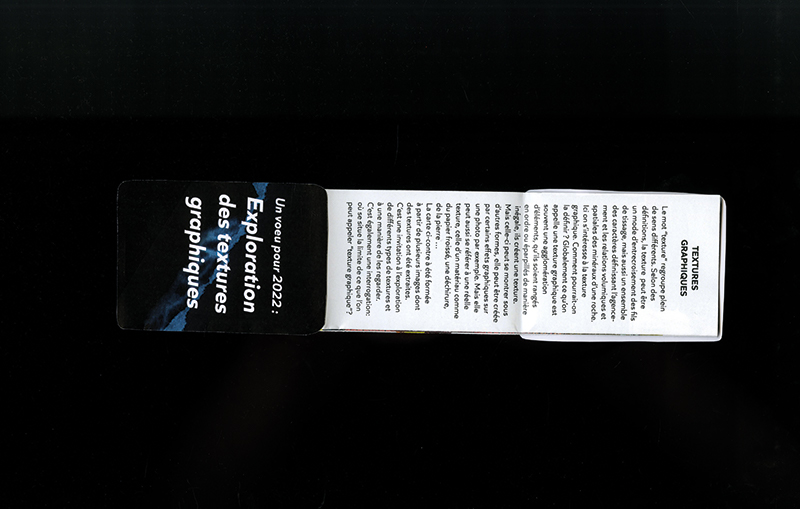 TEXTURES
GRAPHIQUES
Le mot "texture" regroupe plein
de sens différents. Selon des
définitions, la texture peut être
un mode d'entrecroisement des fils
de tissage, mais aussi un ensemble
des caractères définissant l'agence-
ment et les relations volumiques et
spatiales des minéraux d'une roche.
Ici on s'intéresse à la texture
graphique. Comment pourrait-on
la définir ? Globalement ce qu'on
appelle une texture graphique est
souvent une agglomération
d'éléments, qu'ils soient rangés
en ordre ou éparpillés de manière
inégale, ils créent une texture.
Mais celle-ci peut se montrer sous
d'autres formes, elle peut être créée
par certains effets graphiques sur
une photo par exemple. Mais elle
peut aussi se référer à une réelle
texture, celle d'un matériau comme
du papier froissé, une déchirure,
de la pierre ...
La carte ci-contre à été formée
à partir de plusieurs images dont
des textures ont été extraites.
C'est une invitation à l'exploration
de différents types de textures et
à une manière de les regarder.
C'est également une interrogation:
où se situe la limite de ce que l'on
peut appeler "texture graphique"?
Un voeu pour 2022 :
Exploration
des textures
graphiques